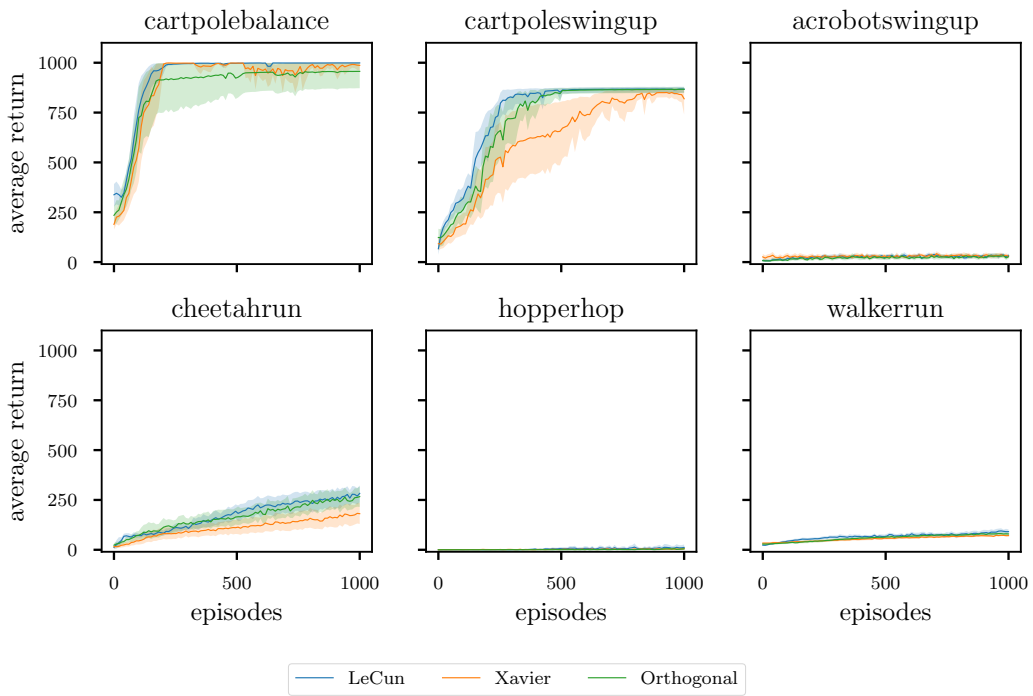 cartpolebalance
cartpoleswingup
acrobotswingup
average return
1000
750
500
250
0
cheetahrun
hopperhop
walkerrun
average return
1000
750
500
250
0
0 500 1000
0 500 1000
0 500 1000
episodes
episodes
episodes
LeCun Xavier Orthogonal